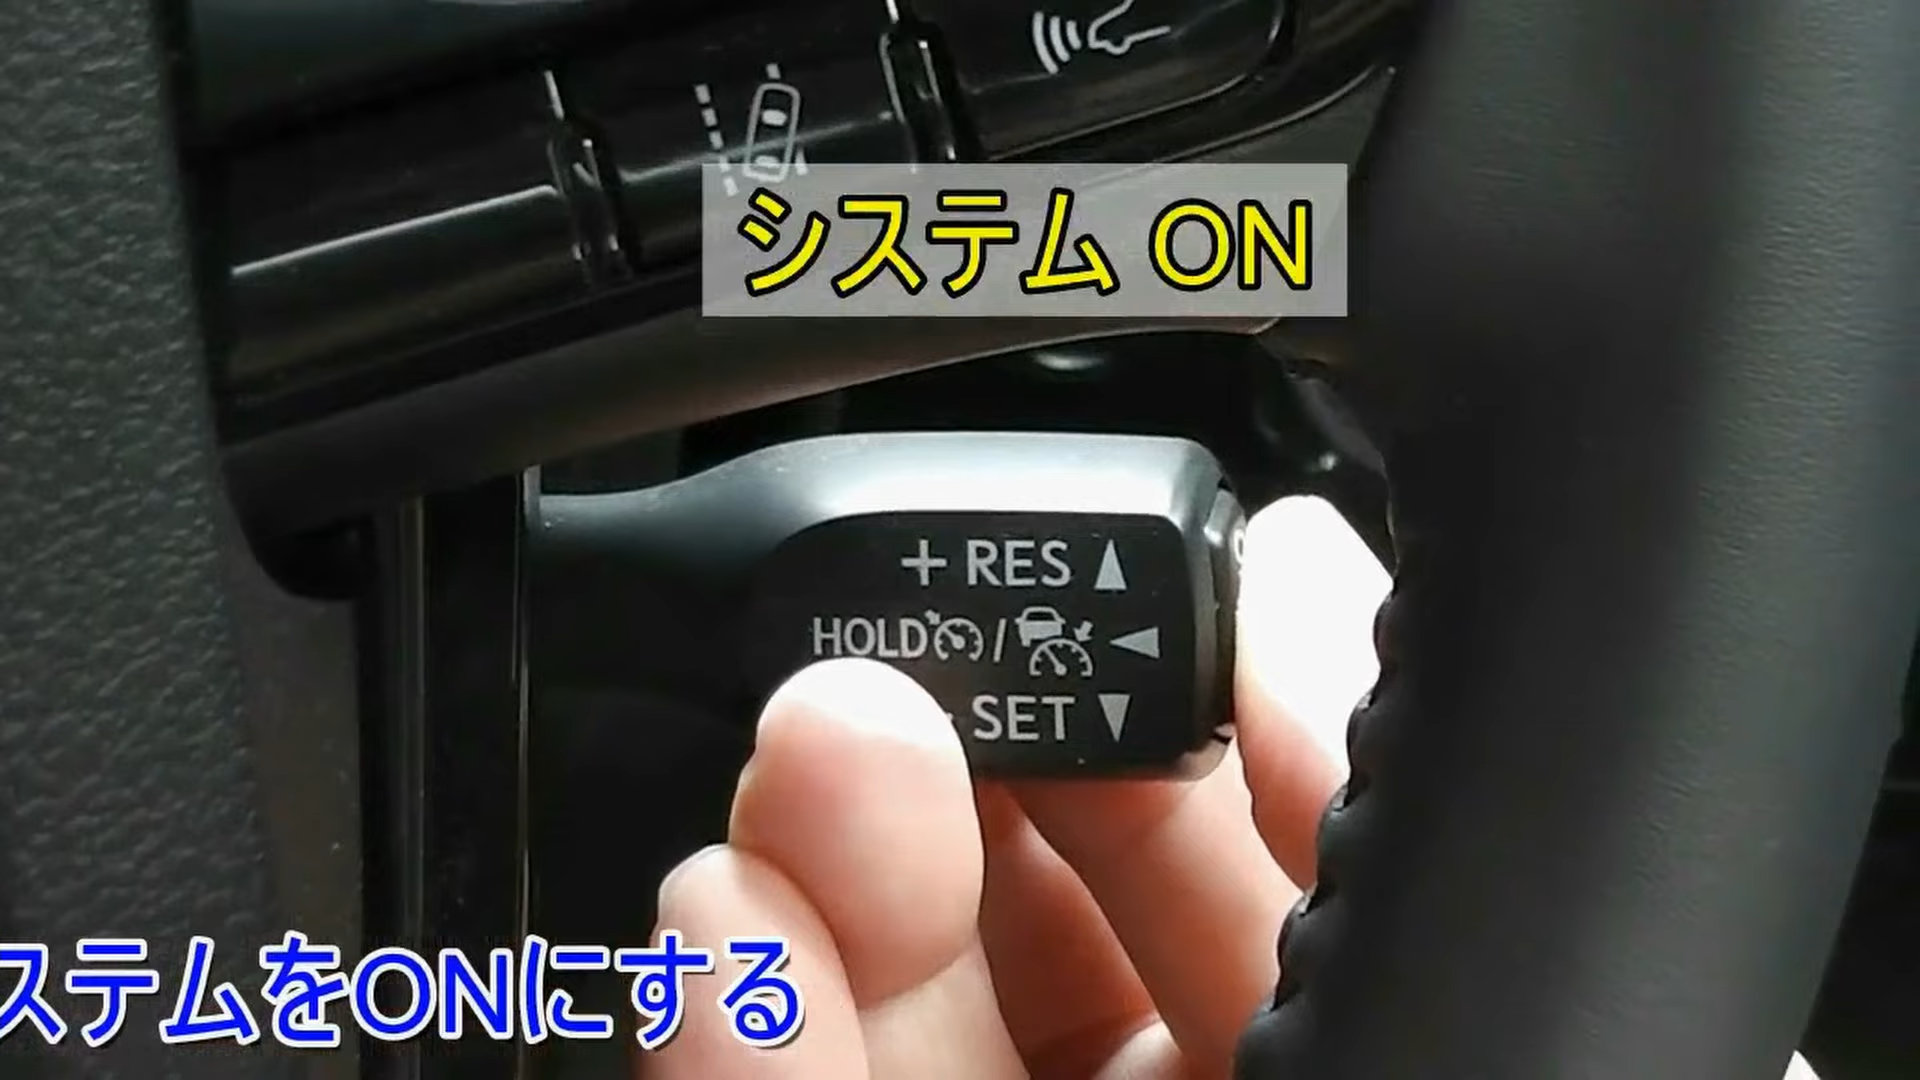 システム ON
+ RES ▲
HOLD / ◀
SET ▼
ステムをONにする